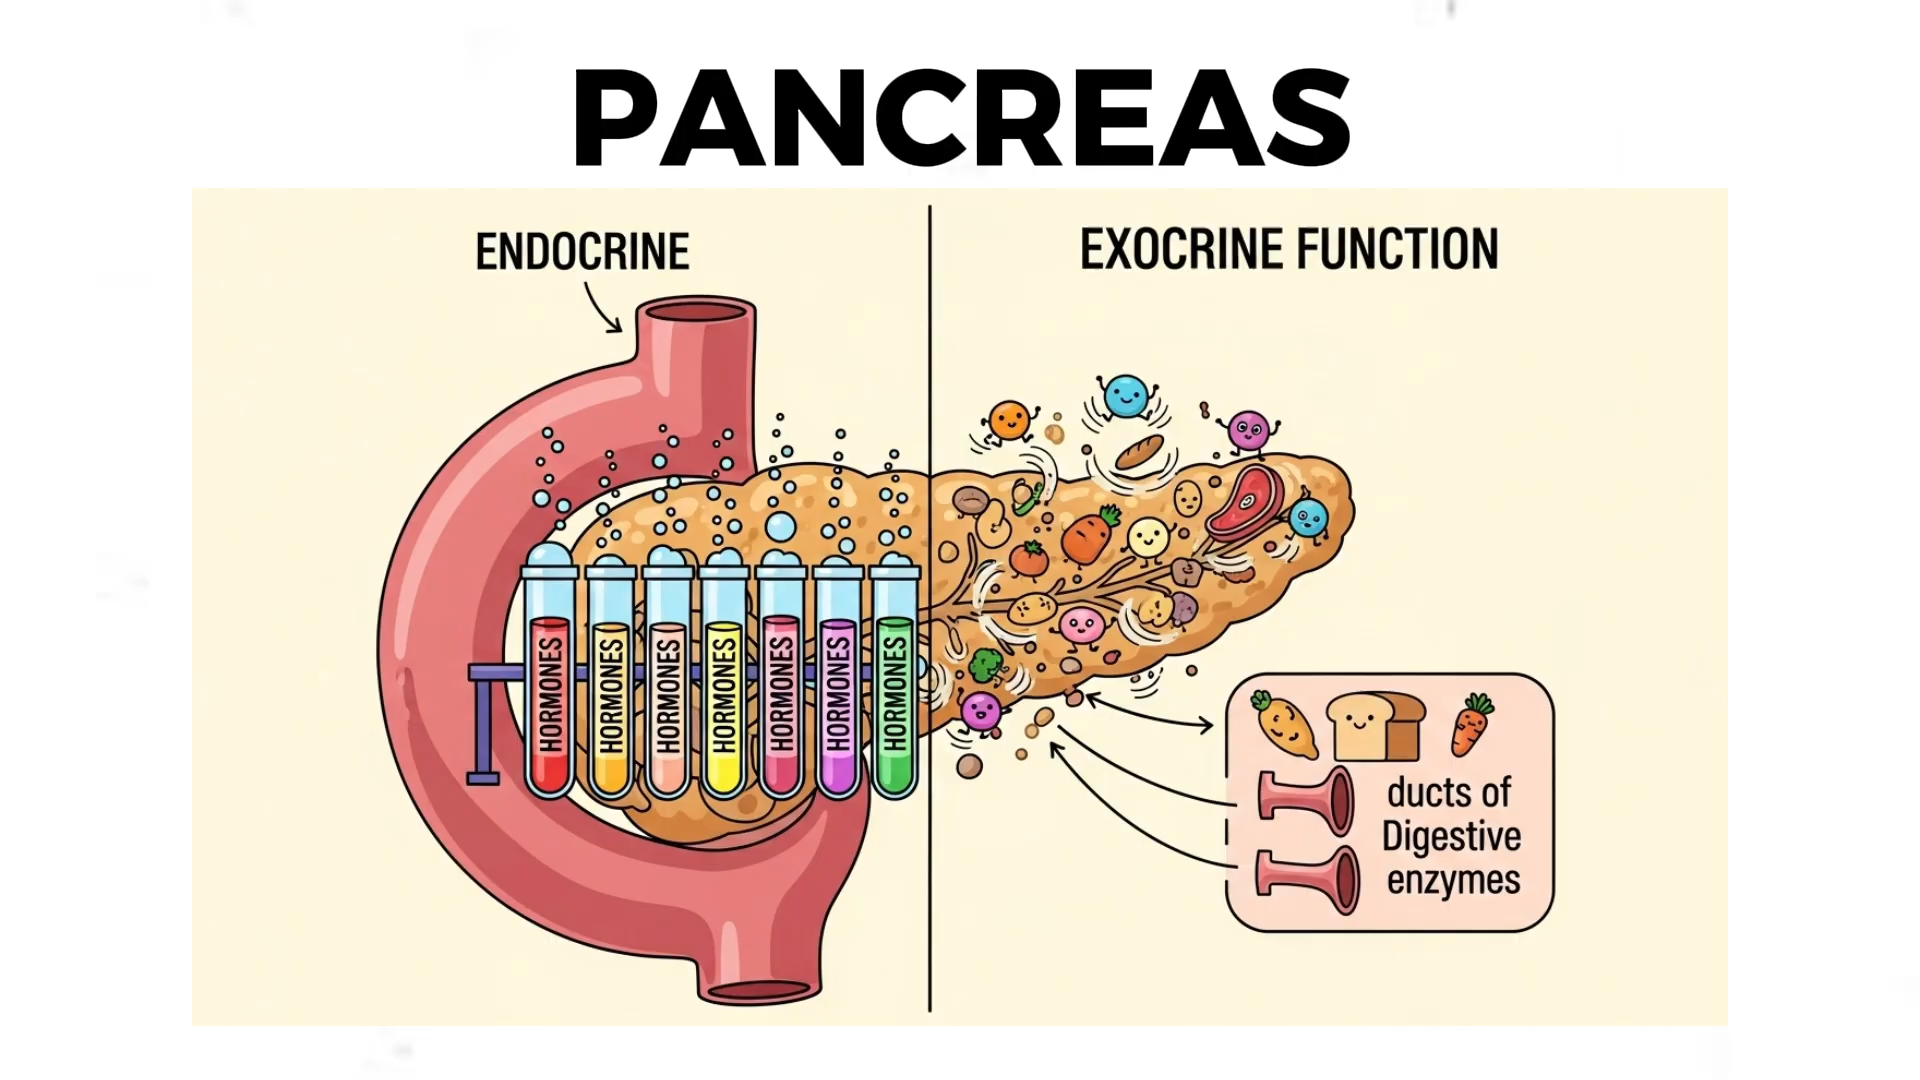 PANCREAS
ENDOCRINE
EXOCRINE FUNCTION
HORMONES
HORMONES
HORMONES
HORMONES
HORMONES
HORMONES
HORMONES
ducts of
Digestive
enzymes